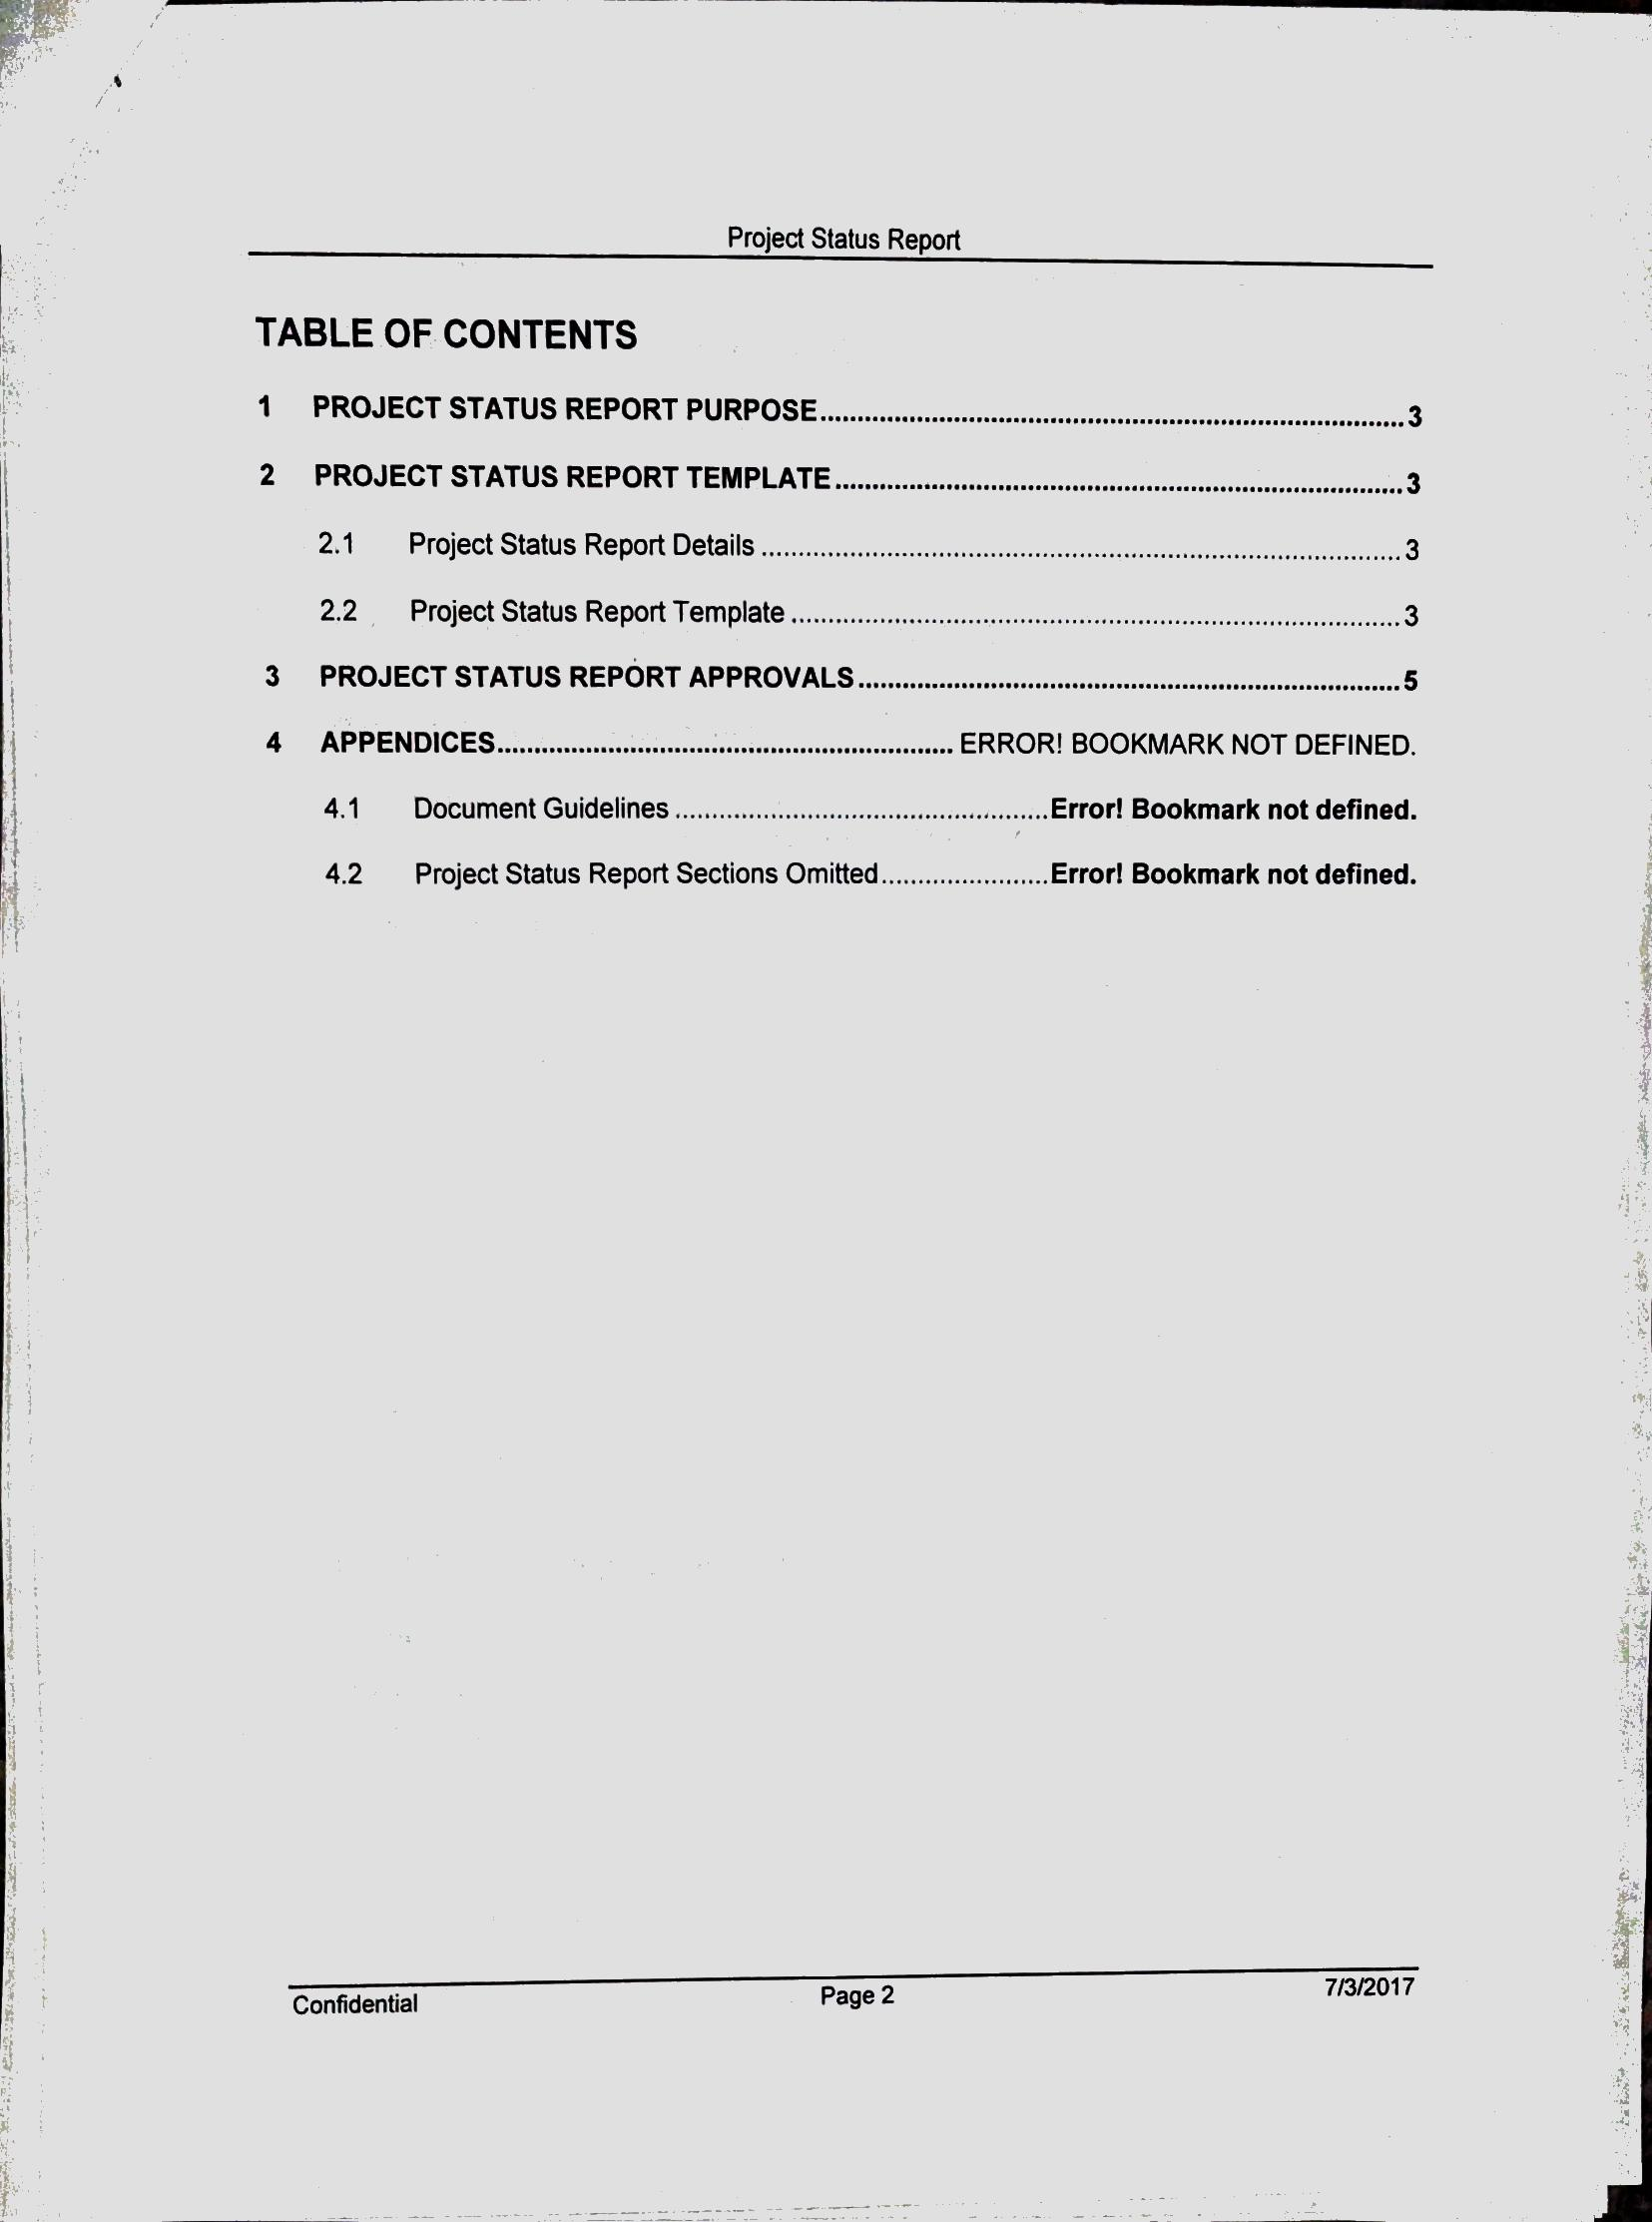 Project Status Report
TABLE OF CONTENTS
1 PROJECT STATUS REPORT PURPOSE........................................................................3
2 PROJECT STATUS REPORT TEMPLATE......................................................................3
2.1 Project Status Report Details.......................................................................................3
2.2 Project Status Report Template...................................................................................3
3 PROJECT STATUS REPORT APPROVALS...................................................................5
4 APPENDICES.............................................................. ERROR! BOOKMARK NOT DEFINED.
4.1 Document Guidelines..................................................Error! Bookmark not defined.
4.2 Project Status Report Sections Omitted.......................Error! Bookmark not defined.
Confidential Page 2 7/3/2017